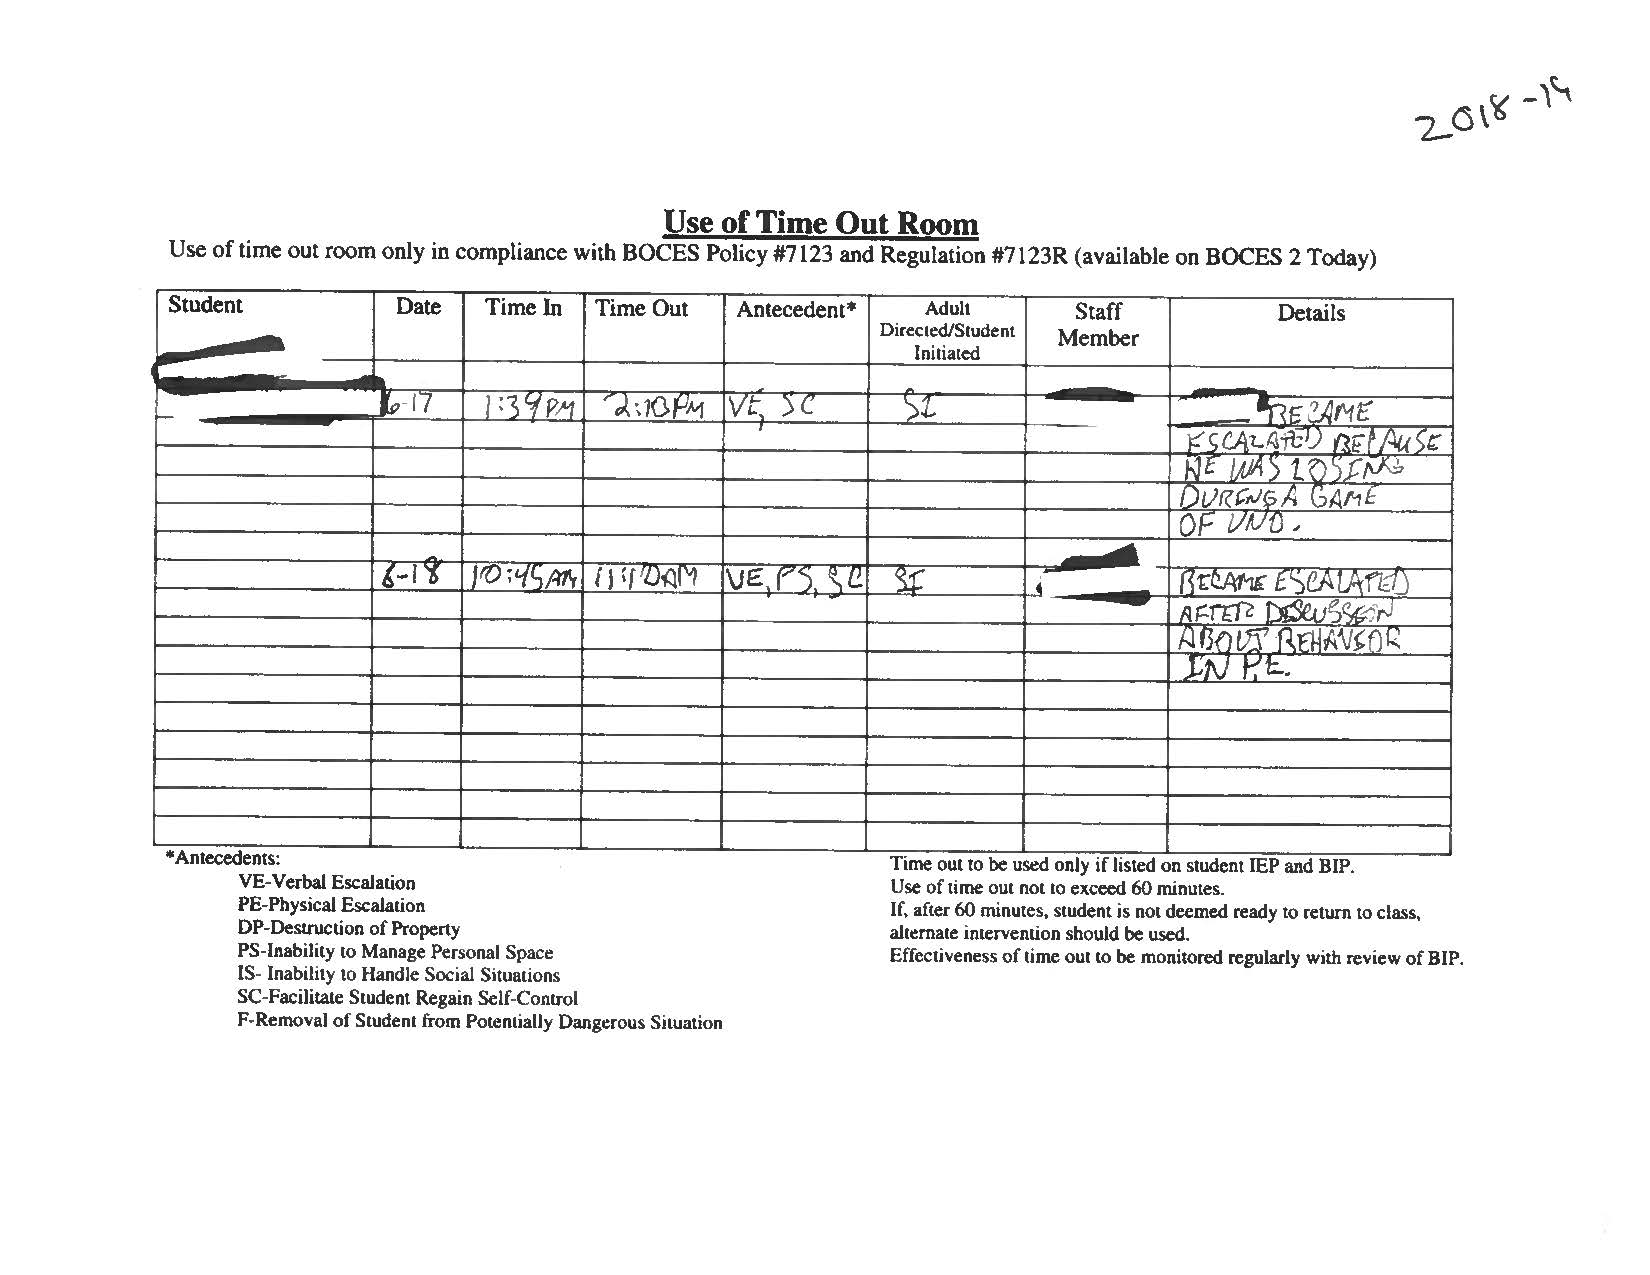 2018-19
Use of Time Out Room
Use of time out room only in compliance with BOCES Policy #7123 and Regulation #7123R (available on BOCES 2 Today)
Student Date Time In Time Out Antecedent* Adult Directed/Student Initiated Staff Member Details
6-17 1:39 PM 2:10 PM VE, SC SI BECAME
ESCALATED BECAUSE
HE WAS LOSING
DURING A GAME
OF UNO.
6-18 10:45 AM 11:10 AM VE, PS, SC SI BECAME ESCALATED
AFTER DISCUSSION
ABOUT BEHAVIOR
IN P.E.
*Antecedents:
VE-Verbal Escalation
PE-Physical Escalation
DP-Destruction of Property
PS-Inability to Manage Personal Space
IS- Inability to Handle Social Situations
SC-Facilitate Student Regain Self-Control
F-Removal of Student from Potentially Dangerous Situation
Time out to be used only if listed on student IEP and BIP.
Use of time out not to exceed 60 minutes.
If, after 60 minutes, student is not deemed ready to return to class,
alternate intervention should be used.
Effectiveness of time out to be monitored regularly with review of BIP.